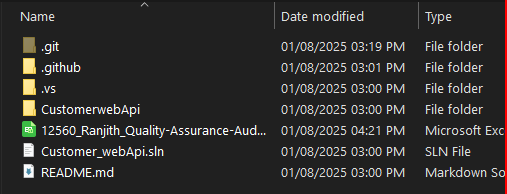 Name Date modified Type
.git 01/08/2025 03:19 PM File folder
.github 01/08/2025 03:01 PM File folder
.vs 01/08/2025 03:00 PM File folder
CustomerwebApi 01/08/2025 03:00 PM File folder
12560_Ranjith_Quality-Assurance-Aud... 01/08/2025 04:21 PM Microsoft Exc
Customer_webApi.sln 01/08/2025 03:00 PM SLN File
README.md 01/08/2025 03:00 PM Markdown So